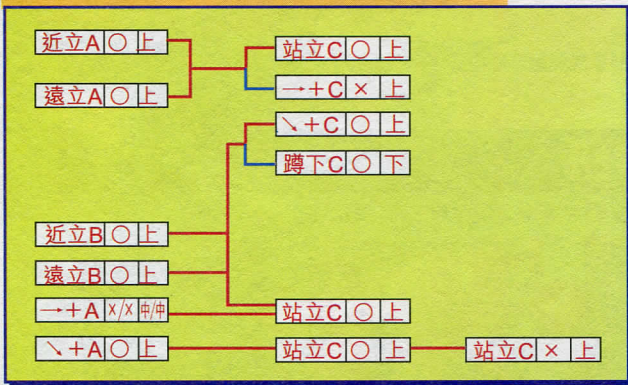 近立A ○ 上
站立C ○ 上
遠立A ○ 上
→+C × 上
↘+C ○ 上
蹲下C ○ 下
近立B ○ 上
遠立B ○ 上
→+A ×/× 中/中
站立C ○ 上
↘+A ○ 上
站立C ○ 上
站立C × 上